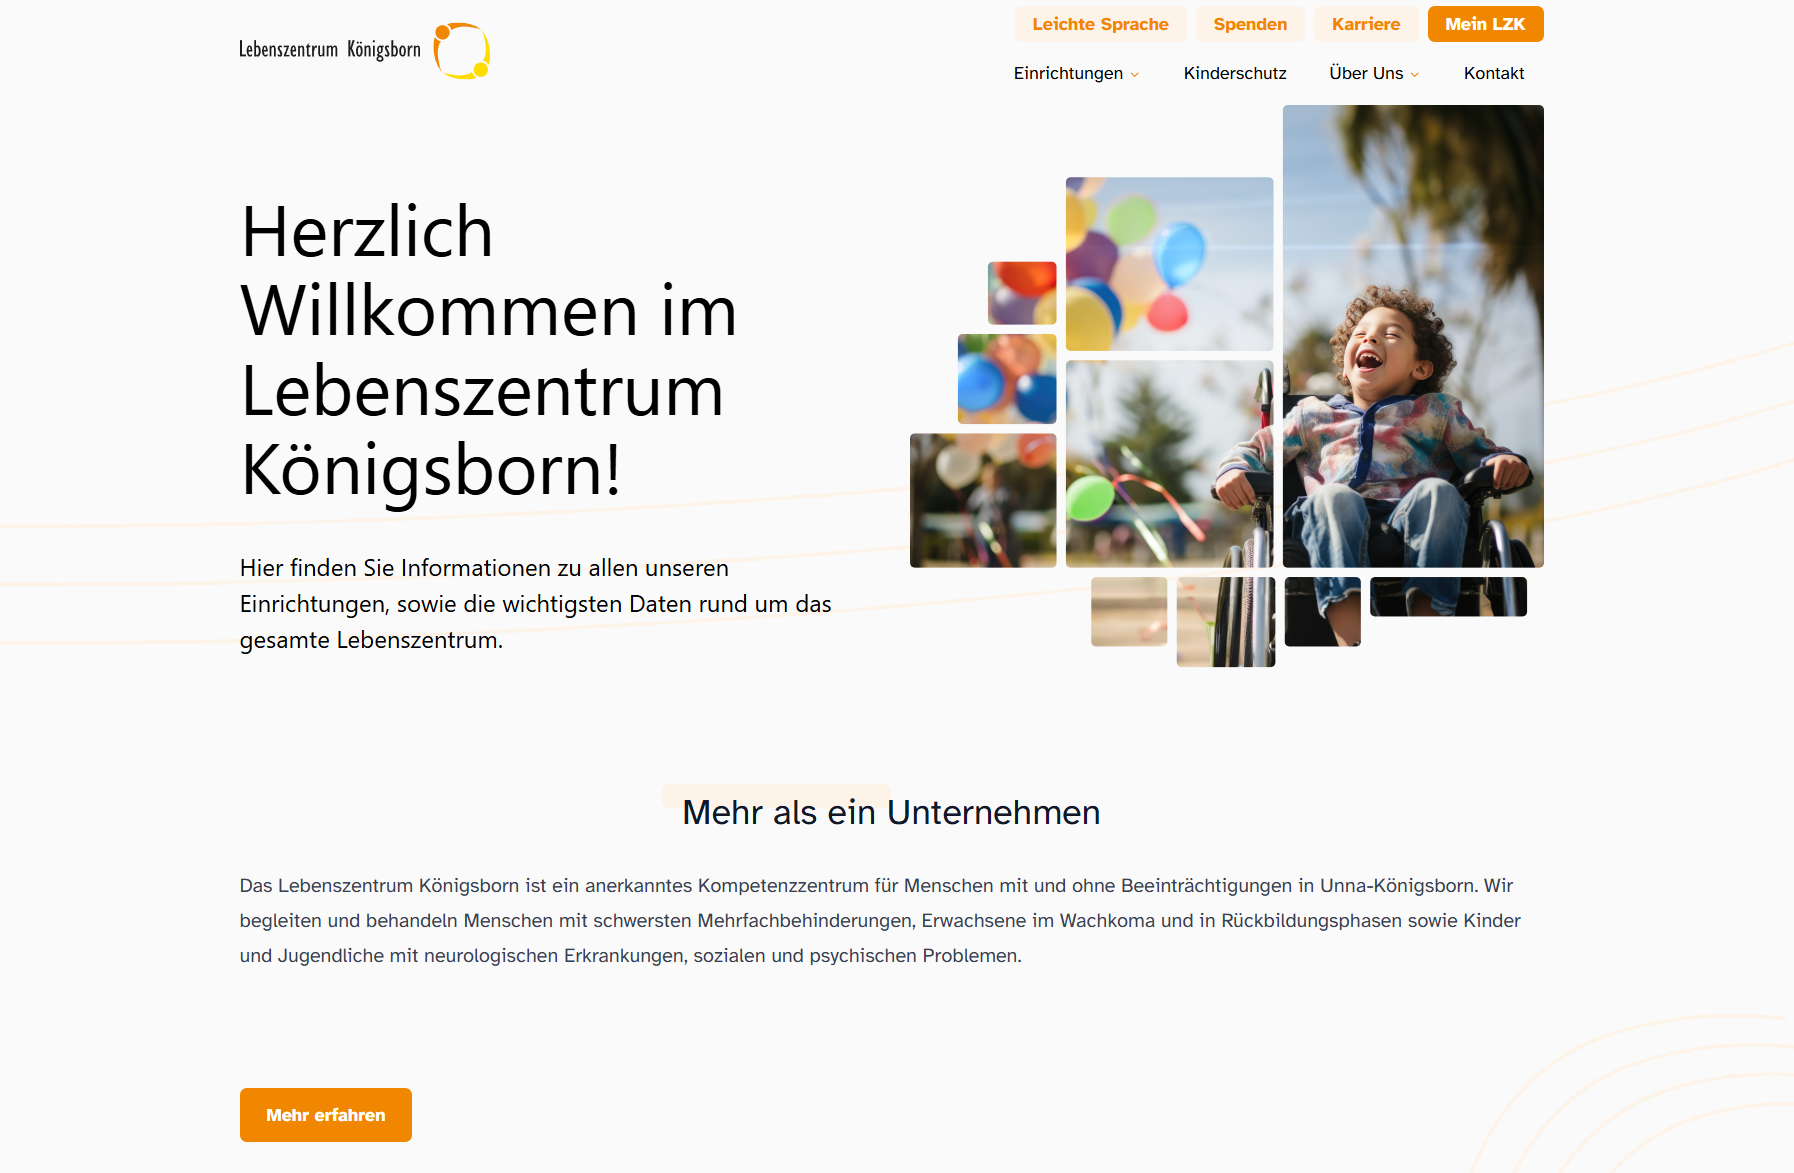 Lebenszentrum Königsborn
Leichte Sprache
Spenden
Karriere
Mein LZK
Einrichtungen
Kinderschutz
Über Uns
Kontakt
Herzlich
Willkommen im
Lebenszentrum
Königsborn!
Hier finden Sie Informationen zu allen unseren
Einrichtungen, sowie die wichtigsten Daten rund um das
gesamte Lebenszentrum.
Mehr als ein Unternehmen
Das Lebenszentrum Königsborn ist ein anerkanntes Kompetenzzentrum für Menschen mit und ohne Beeinträchtigungen in Unna-Königsborn. Wir
begleiten und behandeln Menschen mit schwersten Mehrfachbehinderungen, Erwachsene im Wachkoma und in Rückbildungsphasen sowie Kinder
und Jugendliche mit neurologischen Erkrankungen, sozialen und psychischen Problemen.
Mehr erfahren